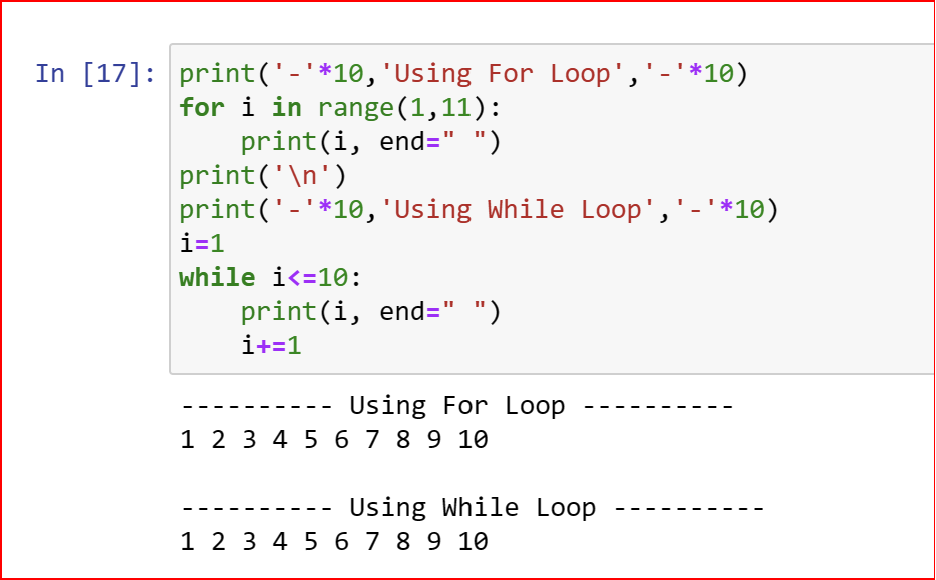 In [17]: print('-'*10,'Using For Loop','-'*10)
for i in range(1,11):
    print(i, end=" ")
print('\n')
print('-'*10,'Using While Loop','-'*10)
i=1
while i<=10:
    print(i, end=" ")
    i+=1
---------- Using For Loop ----------
1 2 3 4 5 6 7 8 9 10
---------- Using While Loop ----------
1 2 3 4 5 6 7 8 9 10